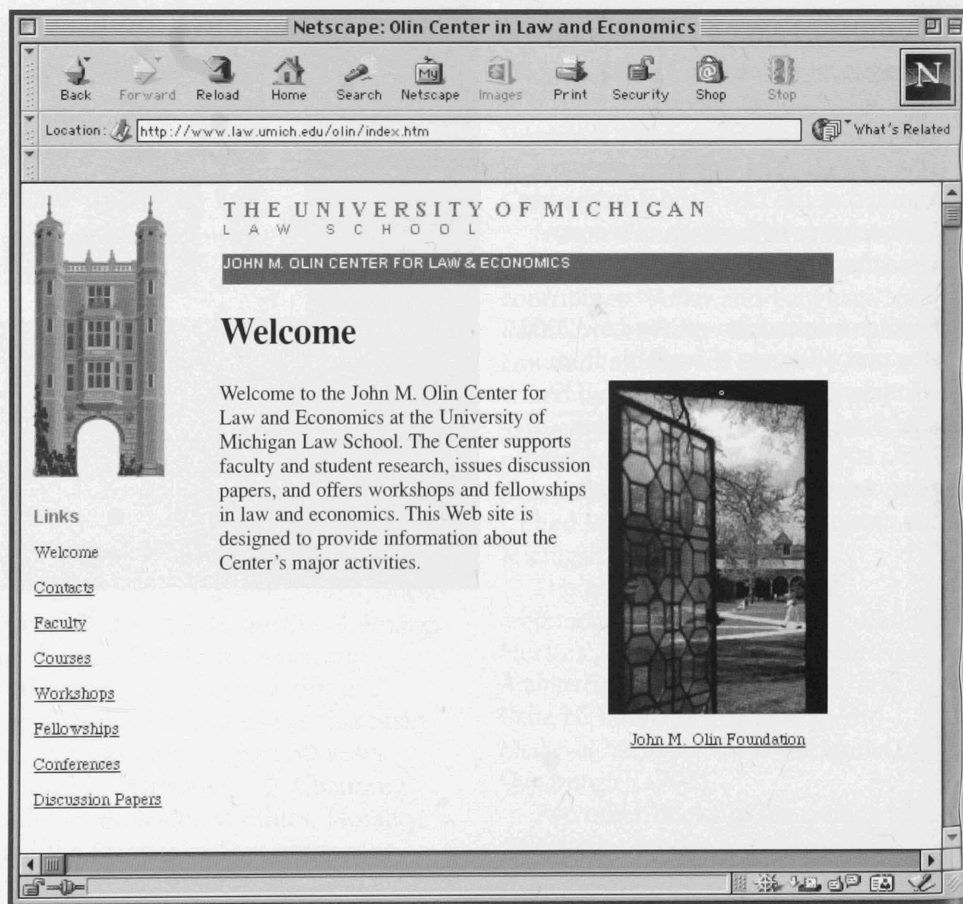 Netscape: Olin Center in Law and Economics
Back Forward Reload Home Search Netscape Images Print Security Shop Stop
My
N
Location: http://www.law.umich.edu/olin/index.htm What's Related
THE UNIVERSITY OF MICHIGAN
LAW SCHOOL
JOHN M. OLIN CENTER FOR LAW & ECONOMICS
Welcome
Welcome to the John M. Olin Center for
Law and Economics at the University of
Michigan Law School. The Center supports
faculty and student research, issues discussion
papers, and offers workshops and fellowships
in law and economics. This Web site is
designed to provide information about the
Center's major activities.
John M. Olin Foundation
Links
Welcome
Contacts
Faculty
Courses
Workshops
Fellowships
Conferences
Discussion Papers